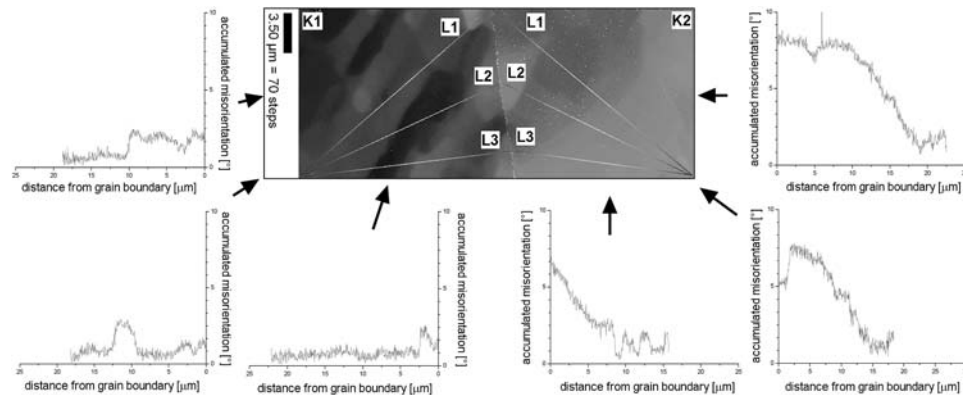 10
5
0
accumulated misorientation [°]
25 20 15 10 5 0
distance from grain boundary [µm]
3.50 µm = 70 steps
K1
L1
L1
K2
L2
L2
L3
L3
accumulated misorientation [°]
10
5
0
0 5 10 15 20 25
distance from grain boundary [µm]
10
5
0
accumulated misorientation [°]
25 20 15 10 5 0
distance from grain boundary [µm]
10
5
0
accumulated misorientation [°]
25 20 15 10 5 0
distance from grain boundary [µm]
accumulated misorientation [°]
10
5
0
0 5 10 15 20 25
distance from grain boundary [µm]
accumulated misorientation [°]
10
5
0
0 5 10 15 20 25
distance from grain boundary [µm]